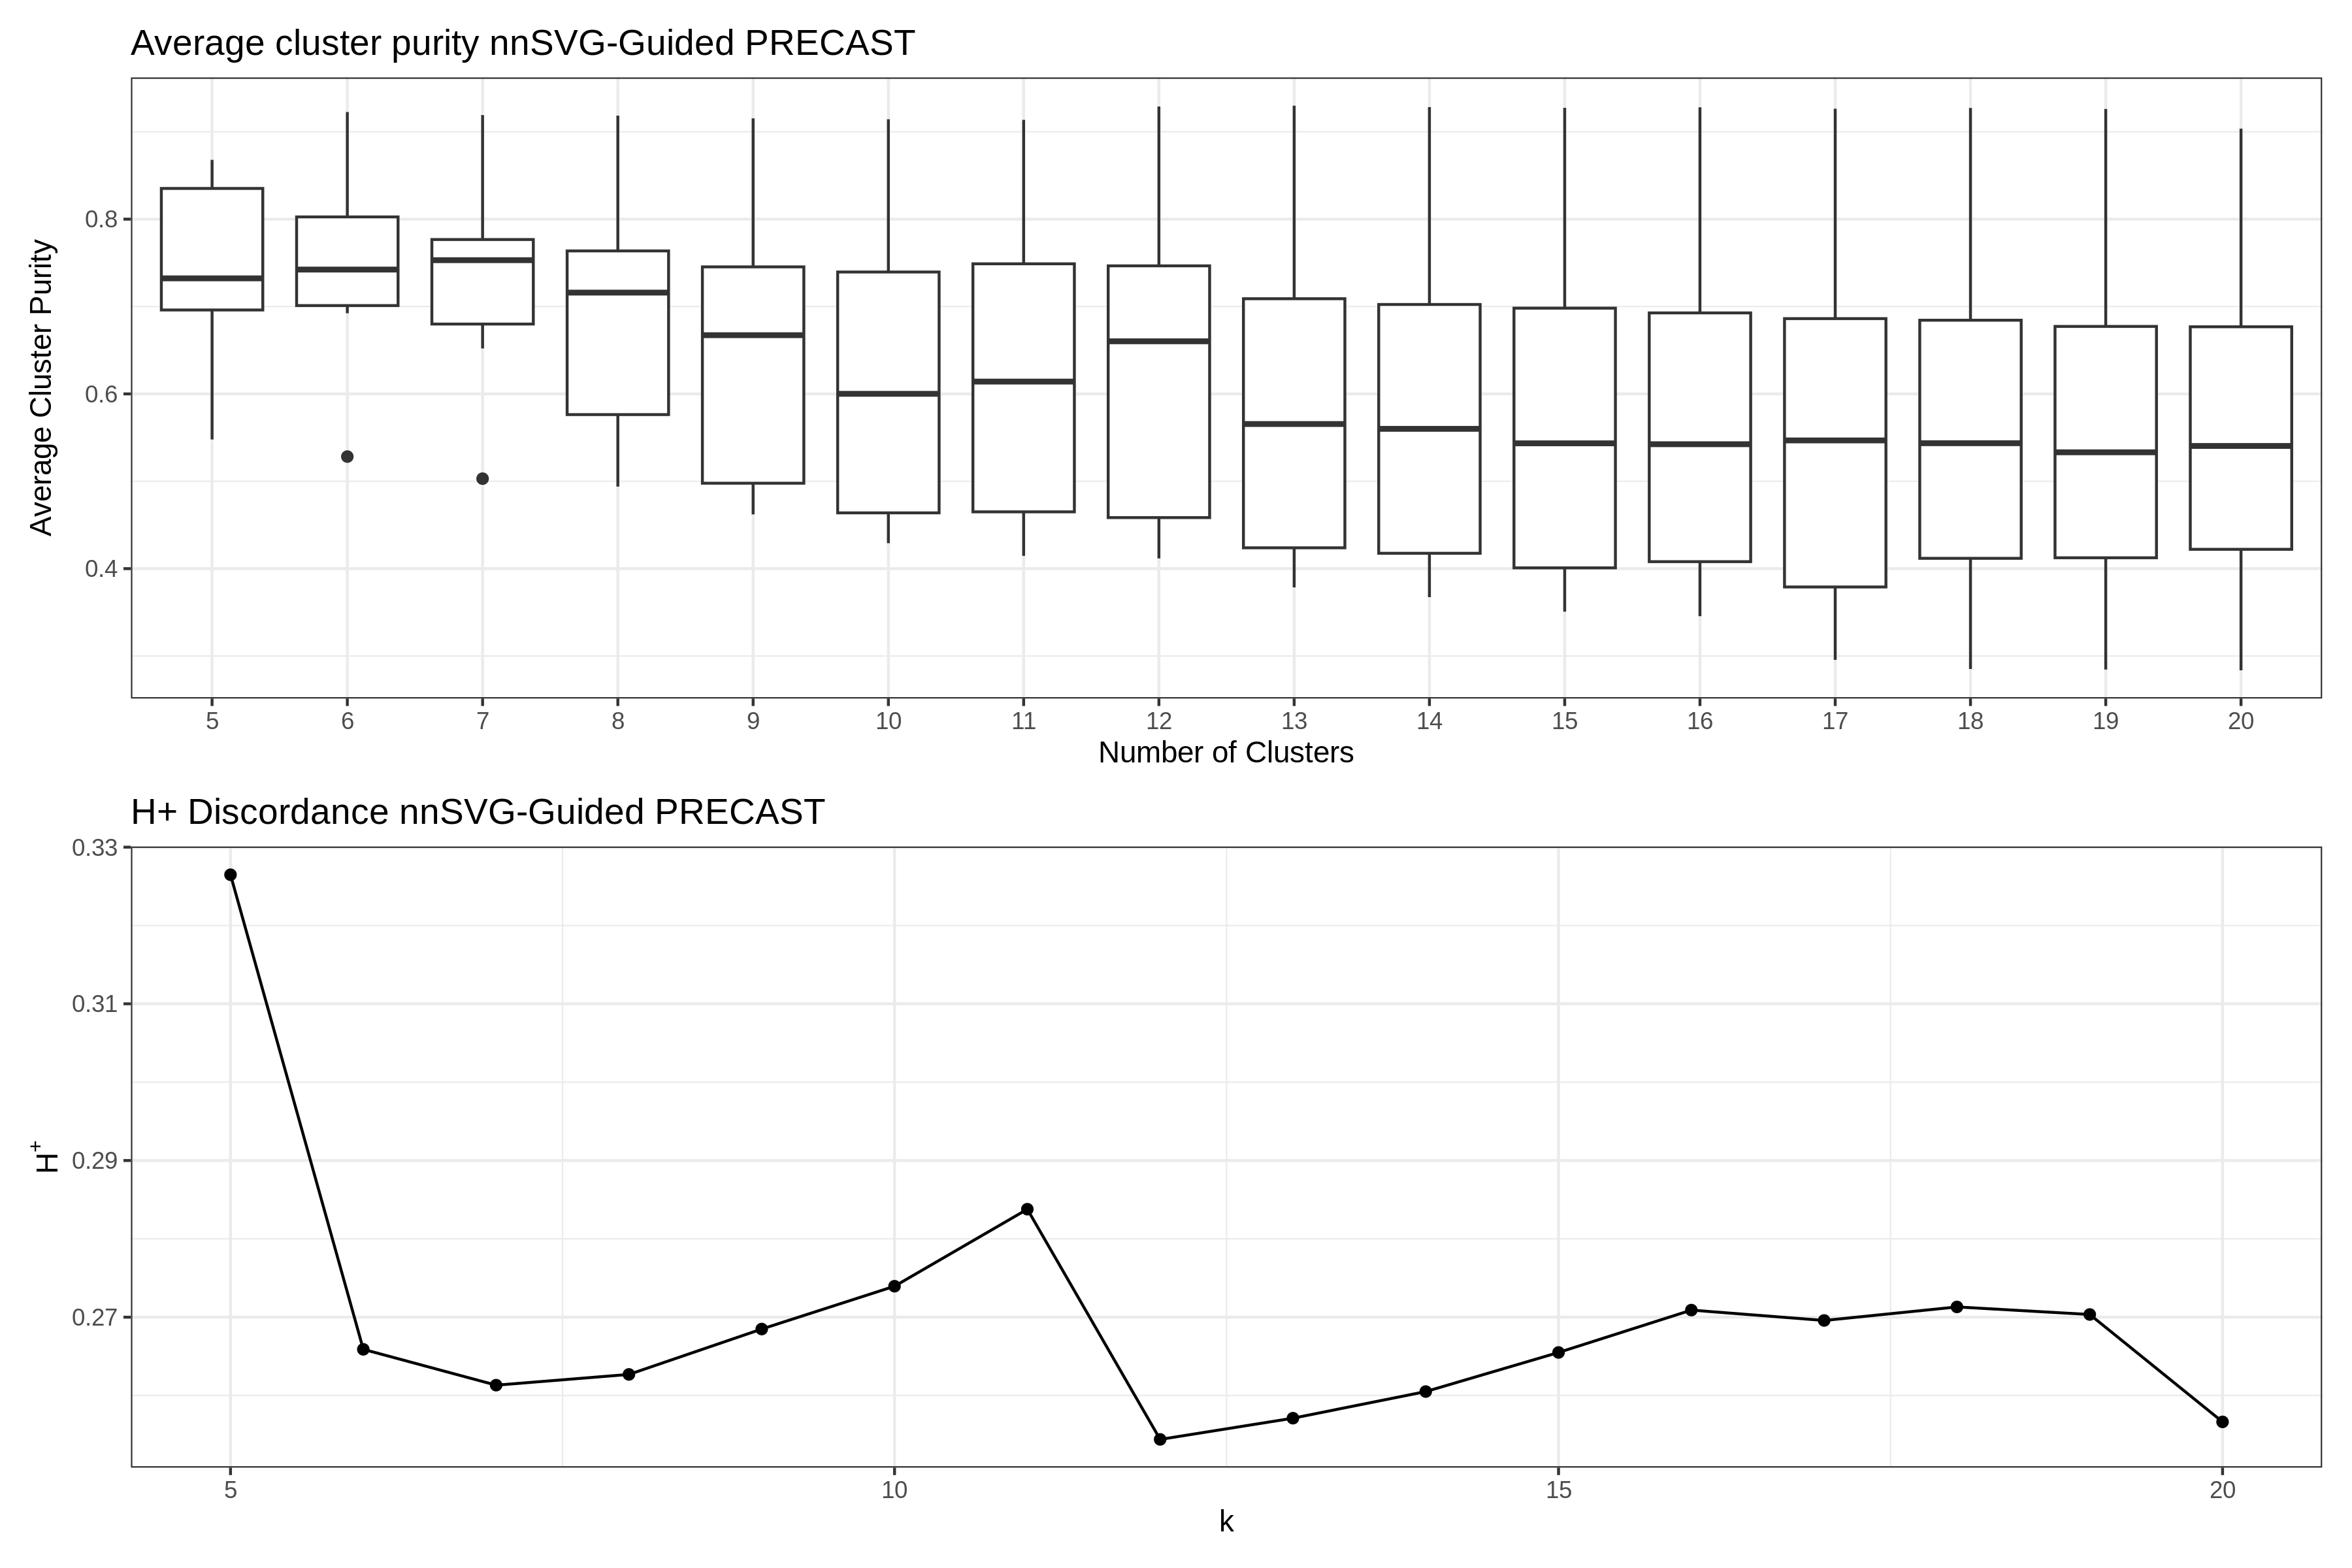 Average cluster purity nnSVG-Guided PRECAST
Average Cluster Purity
0.8
0.6
0.4
5 6 7 8 9 10 11 12 13 14 15 16 17 18 19 20
Number of Clusters
H+ Discordance nnSVG-Guided PRECAST
H+
0.33
0.31
0.29
0.27
5 10 15 20
k